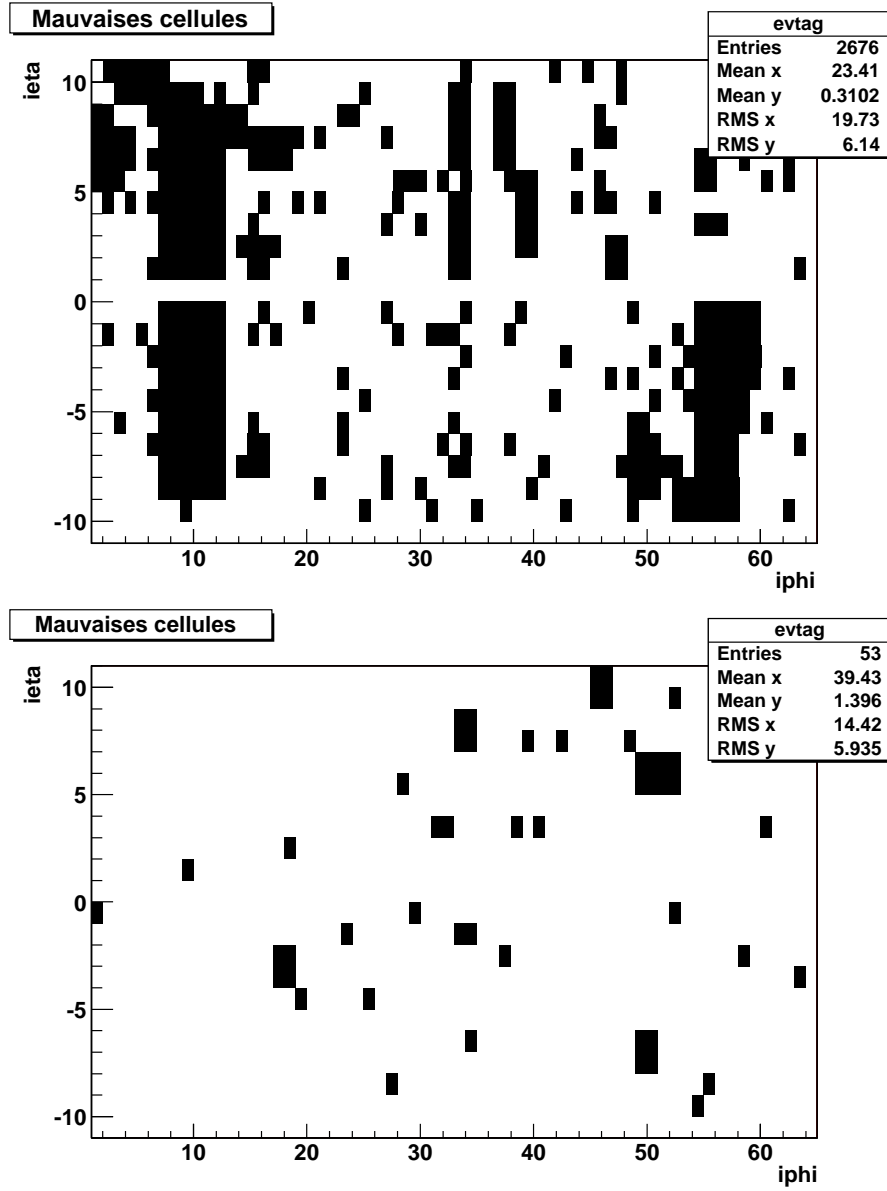 Mauvaises cellules
evtag
Entries 2676
Mean x 23.41
Mean y 0.3102
RMS x 19.73
RMS y 6.14
ieta
10
5
0
-5
-10
10 20 30 40 50 60
iphi
Mauvaises cellules
evtag
Entries 53
Mean x 39.43
Mean y 1.396
RMS x 14.42
RMS y 5.935
ieta
10
5
0
-5
-10
10 20 30 40 50 60
iphi